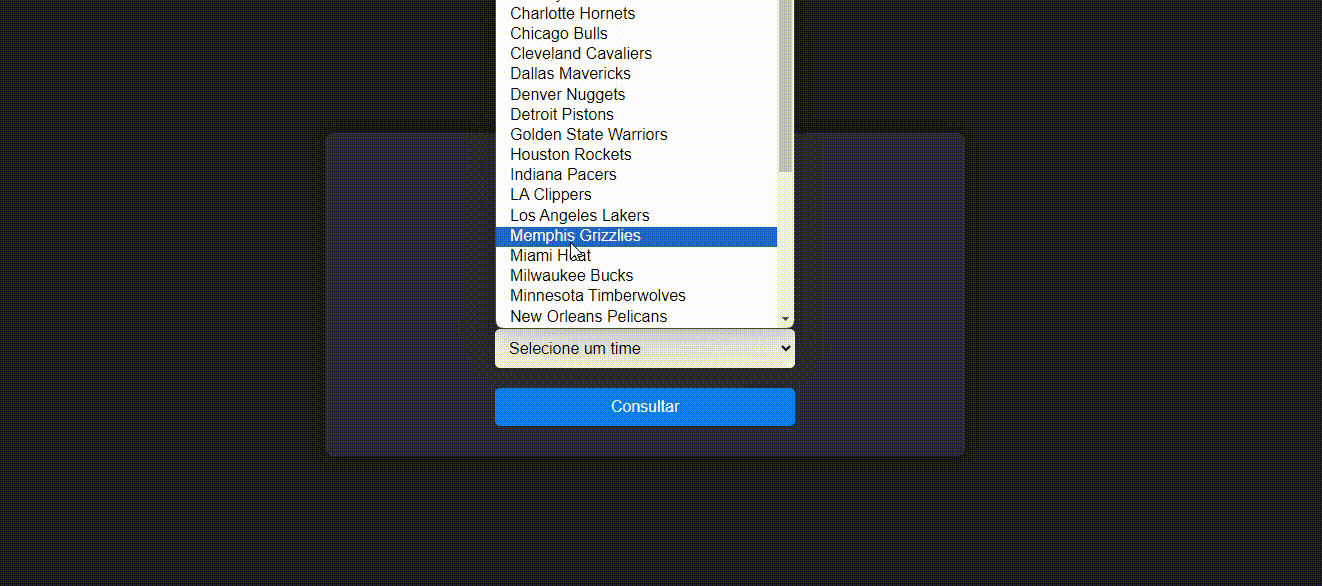 Charlotte Hornets
Chicago Bulls
Cleveland Cavaliers
Dallas Mavericks
Denver Nuggets
Detroit Pistons
Golden State Warriors
Houston Rockets
Indiana Pacers
LA Clippers
Los Angeles Lakers
Memphis Grizzlies
Miami Heat
Milwaukee Bucks
Minnesota Timberwolves
New Orleans Pelicans
Selecione um time
Consultar